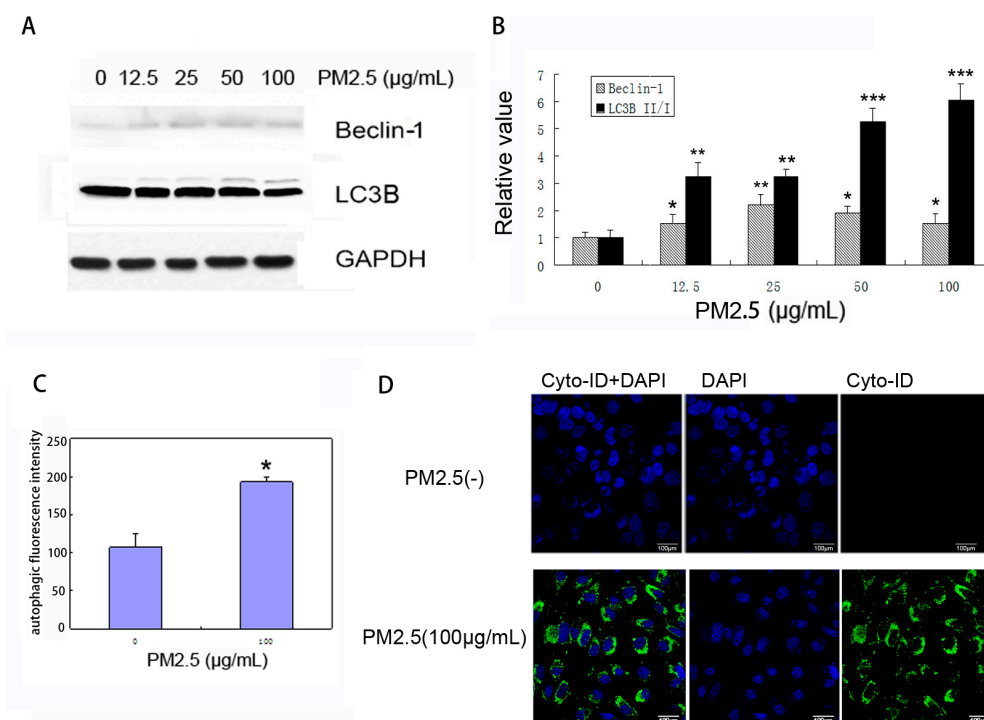 A
0 12.5 25 50 100 PM2.5 (µg/mL)
Beclin-1
LC3B
GAPDH
B
Relative value
7
6
5
4
3
2
1
0
Beclin-1
LC3B II/I
* ** ** ** * *** * ***
0 12.5 25 50 100
PM2.5 (µg/mL)
C
autophagic fluorescence intensity
250
200
150
100
50
0
*
0 100
PM2.5 (µg/mL)
D
Cyto-ID+DAPI DAPI Cyto-ID
PM2.5(-)
100µm 100µm 100µm
PM2.5(100µg/mL)